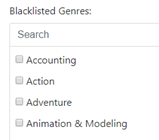 Blacklisted Genres:
Search
Accounting
Action
Adventure
Animation & Modeling